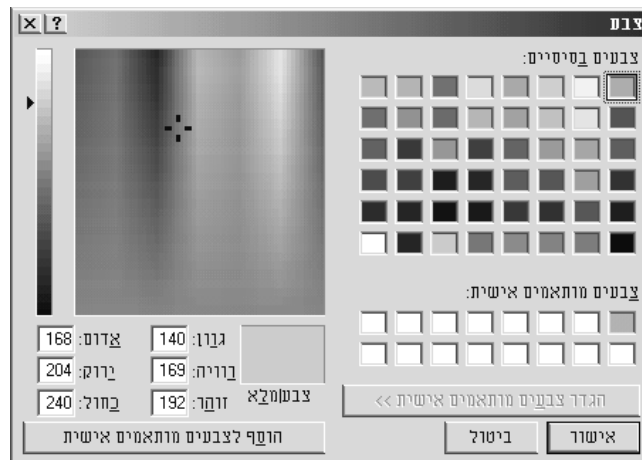 צבע
צבעים בסיסיים:
צבעים מותאמים אישית:
הגדר צבעים מותאמים אישית >>
אישור
ביטול
צבע|מלא
גוון: 140
רוויה: 169
זוהר: 192
אדום: 168
ירוק: 204
כחול: 240
הוסף לצבעים מותאמים אישית